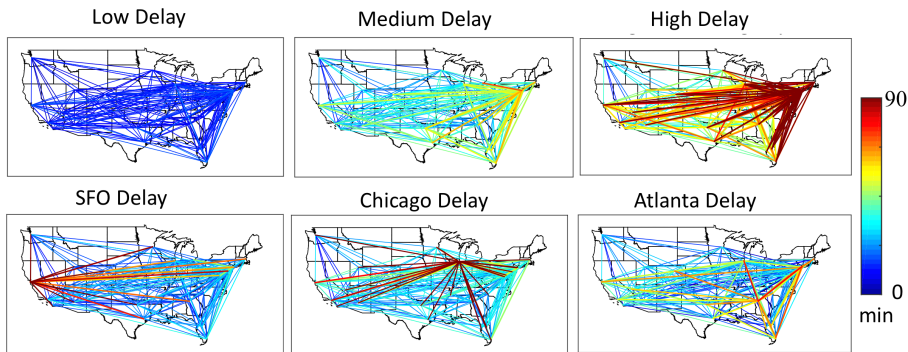 Low Delay
Medium Delay
High Delay
90
SFO Delay
Chicago Delay
Atlanta Delay
0
min